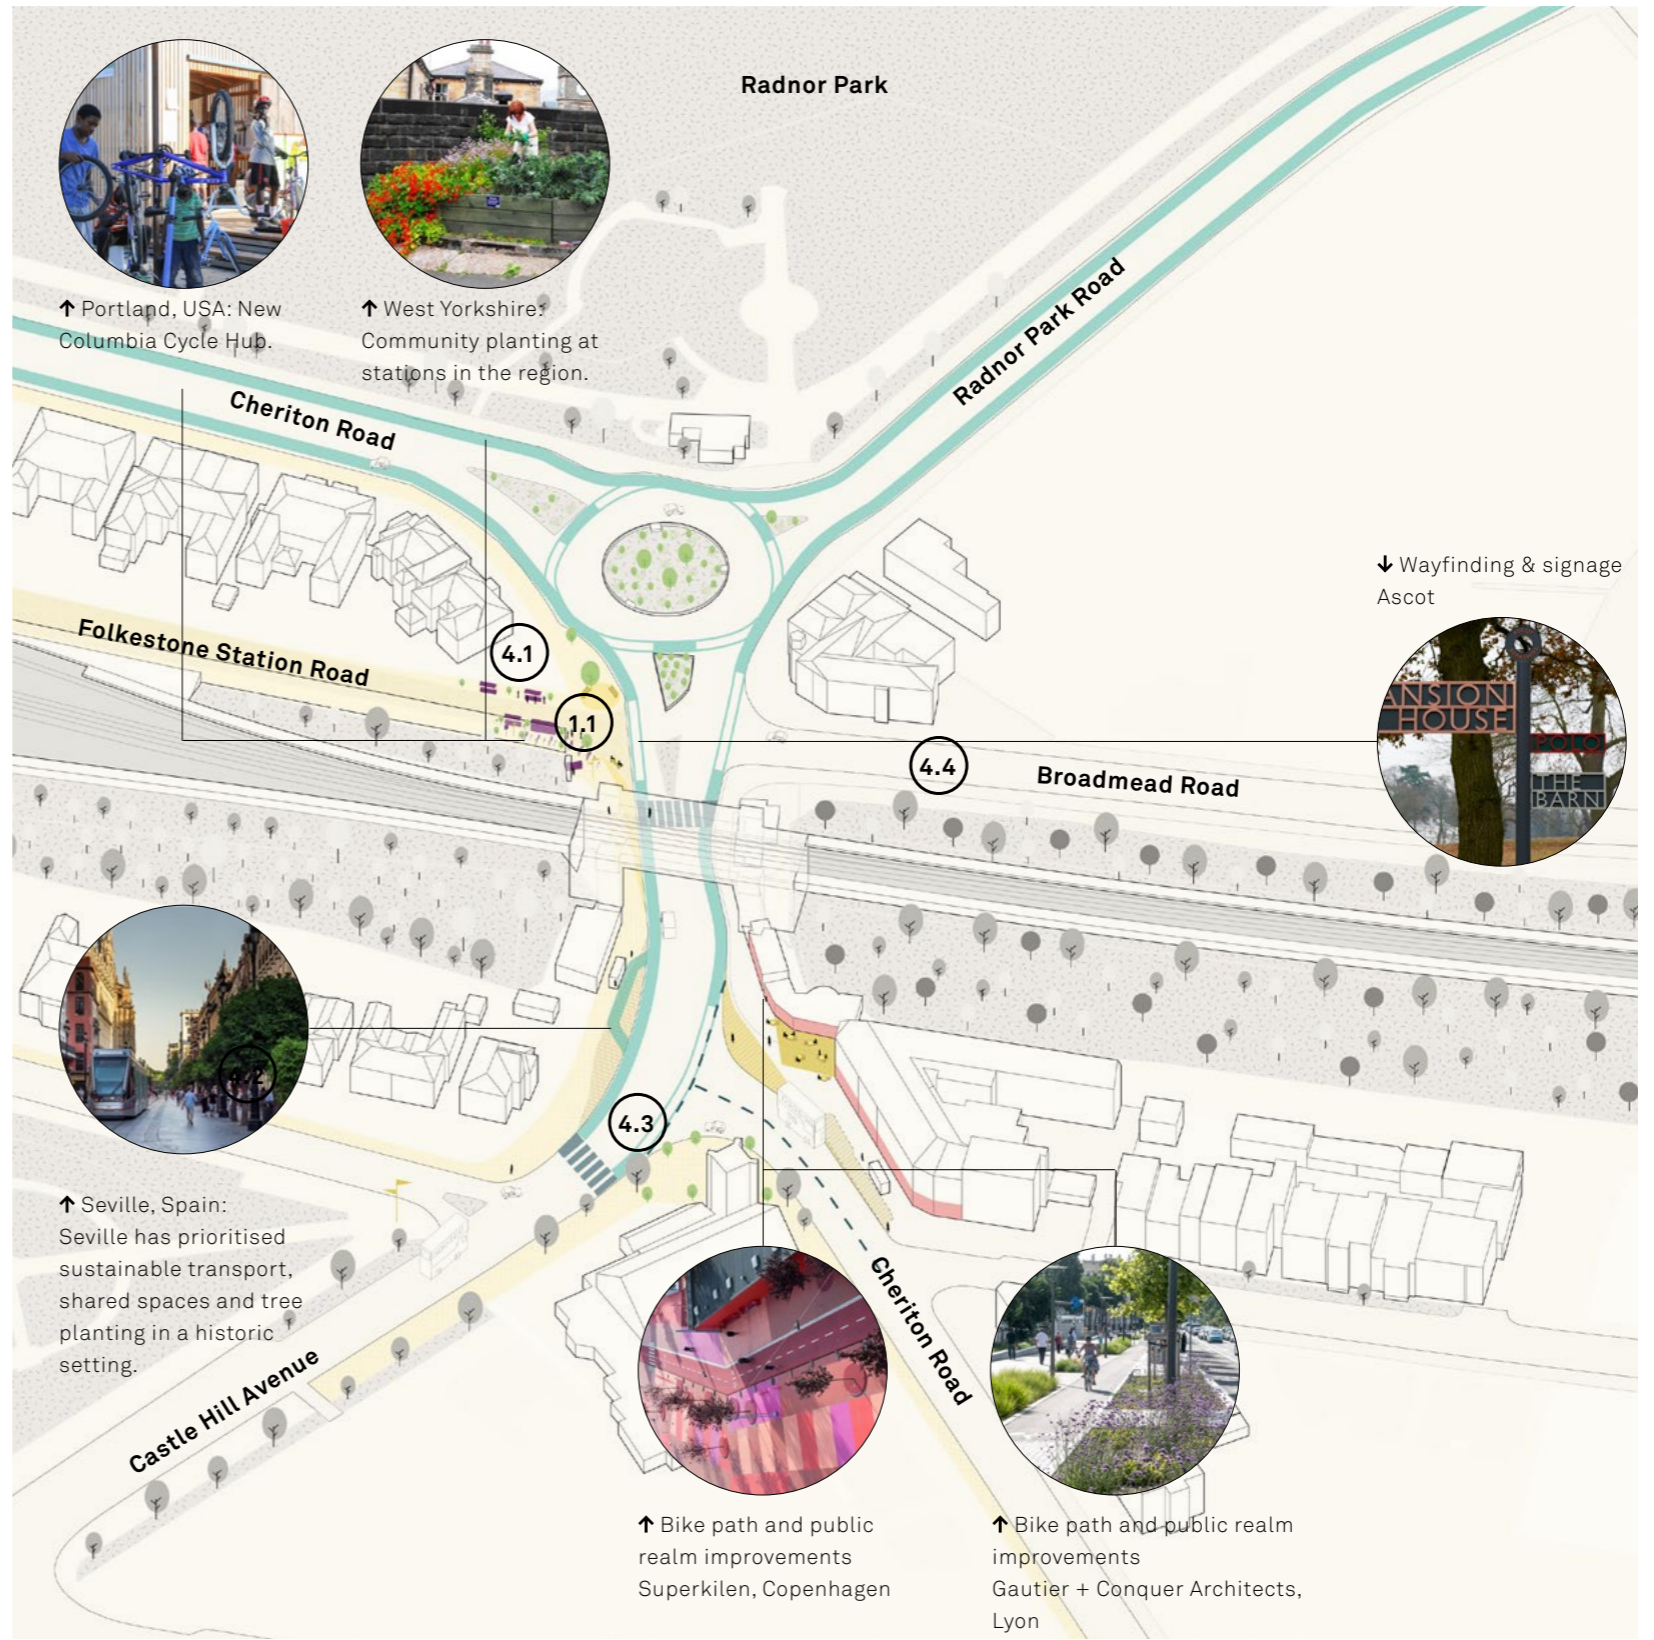 Radnor Park
↑ Portland, USA: New
Columbia Cycle Hub.
↑ West Yorkshire:
Community planting at
stations in the region.
Radnor Park Road
Cheriton Road
↓ Wayfinding & signage
Ascot
Folkestone Station Road
4.1
1.1
4.4
Broadmead Road
ANSION
HOUSE
POLO
THE
BARN
4.2
4.3
↑ Seville, Spain:
Seville has prioritised
sustainable transport,
shared spaces and tree
planting in a historic
setting.
Castle Hill Avenue
Cheriton Road
↑ Bike path and public
realm improvements
Superkilen, Copenhagen
↑ Bike path and public realm
improvements
Gautier + Conquer Architects,
Lyon